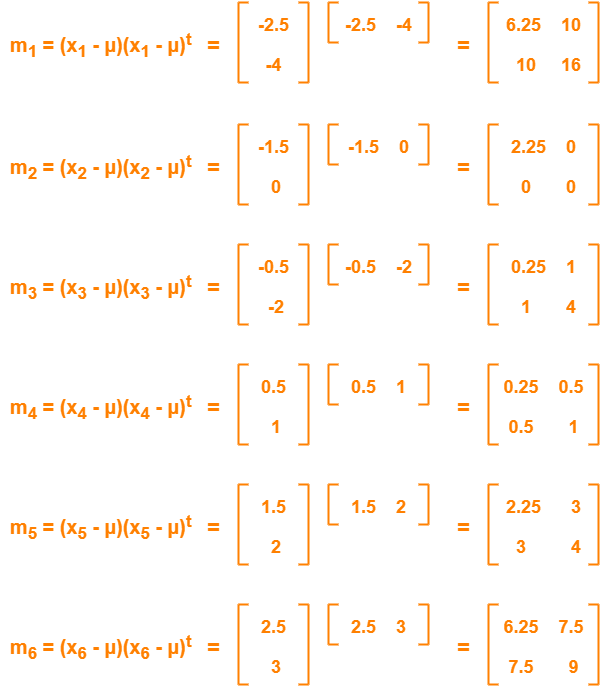 -2.5 -2.5 -4 6.25 10
m₁ = (x₁ - μ)(x₁ - μ)ᵗ = =
-4 10 16
-1.5 -1.5 0 2.25 0
m₂ = (x₂ - μ)(x₂ - μ)ᵗ = =
0 0 0
-0.5 -0.5 -2 0.25 1
m₃ = (x₃ - μ)(x₃ - μ)ᵗ = =
-2 1 4
0.5 0.5 1 0.25 0.5
m₄ = (x₄ - μ)(x₄ - μ)ᵗ = =
1 0.5 1
1.5 1.5 2 2.25 3
m₅ = (x₅ - μ)(x₅ - μ)ᵗ = =
2 3 4
2.5 2.5 3 6.25 7.5
m₆ = (x₆ - μ)(x₆ - μ)ᵗ = =
3 7.5 9